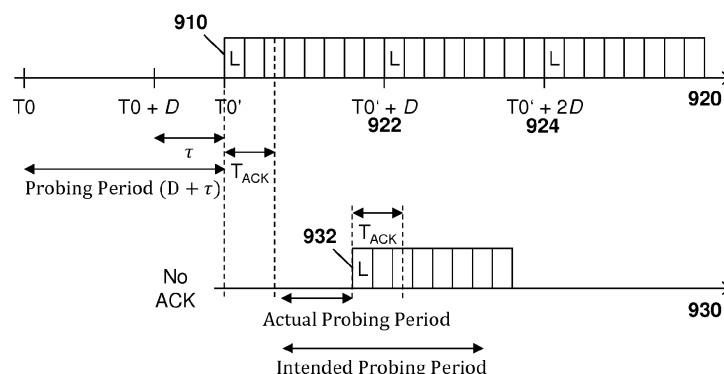 910
L L L
T0 T0 + D T0' T0‘ + D T0‘ + 2D 920
922 924
τ
TACK
Probing Period (D + τ)
TACK
932
L
No
ACK
930
Actual Probing Period
Intended Probing Period